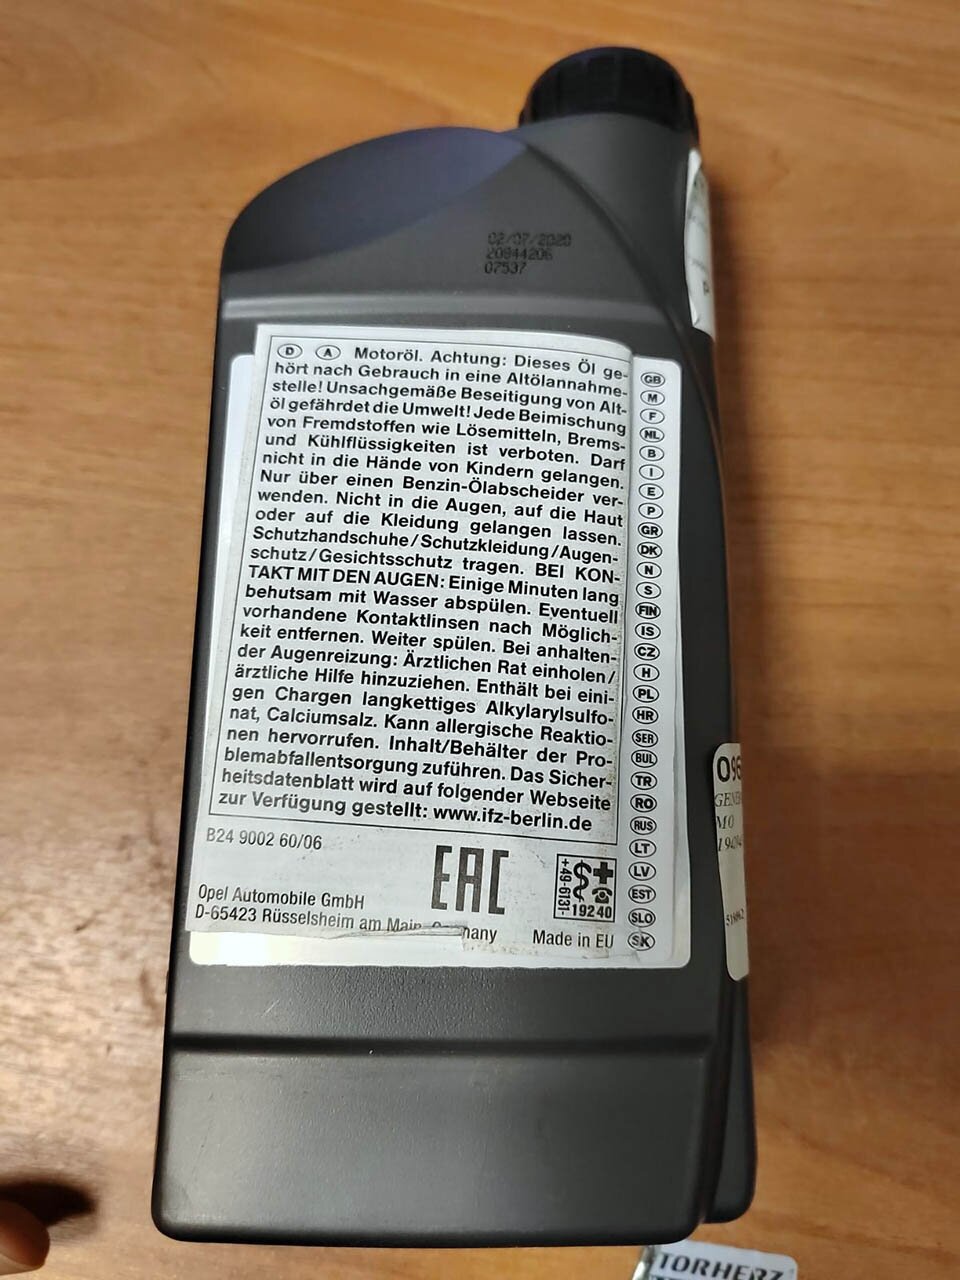 02/07/2020
20844206
07537
D A Motoröl. Achtung: Dieses Öl ge-
hört nach Gebrauch in eine Altölannahme-
stelle! Unsachgemäße Beseitigung von Alt-
öl gefährdet die Umwelt! Jede Beimischung
von Fremdstoffen wie Lösemitteln, Brems-
und Kühlflüssigkeiten ist verboten. Darf
nicht in die Hände von Kindern gelangen.
Nur über einen Benzin-Ölabscheider ver-
wenden. Nicht in die Augen, auf die Haut
oder auf die Kleidung gelangen lassen.
Schutzhandschuhe/Schutzkleidung/Augen-
schutz/Gesichtsschutz tragen. BEI KON-
TAKT MIT DEN AUGEN: Einige Minuten lang
behutsam mit Wasser abspülen. Eventuell
vorhandene Kontaktlinsen nach Möglich-
keit entfernen. Weiter spülen. Bei anhalten-
der Augenreizung: Ärztlichen Rat einholen/
ärztliche Hilfe hinzuziehen. Enthält bei eini-
gen Chargen langkettiges Alkylarylsulfo-
nat, Calciumsalz. Kann allergische Reaktio-
nen hervorrufen. Inhalt/Behälter der Pro-
blemabfallentsorgung zuführen. Das Sicher-
heitsdatenblatt wird auf folgender Webseite
zur Verfügung gestellt: www.ifz-berlin.de
GB
M
F
NL
B
I
E
P
GR
DK
N
S
FIN
IS
CZ
H
PL
HR
SER
BUL
TR
RO
RUS
LT
LV
EST
SLO
SK
B24 9002 60/06
EAC
+49-6131-
19240
Opel Automobile GmbH
D-65423 Rüsselsheim am Main, Germany
Made in EU
MO
TORHERZ